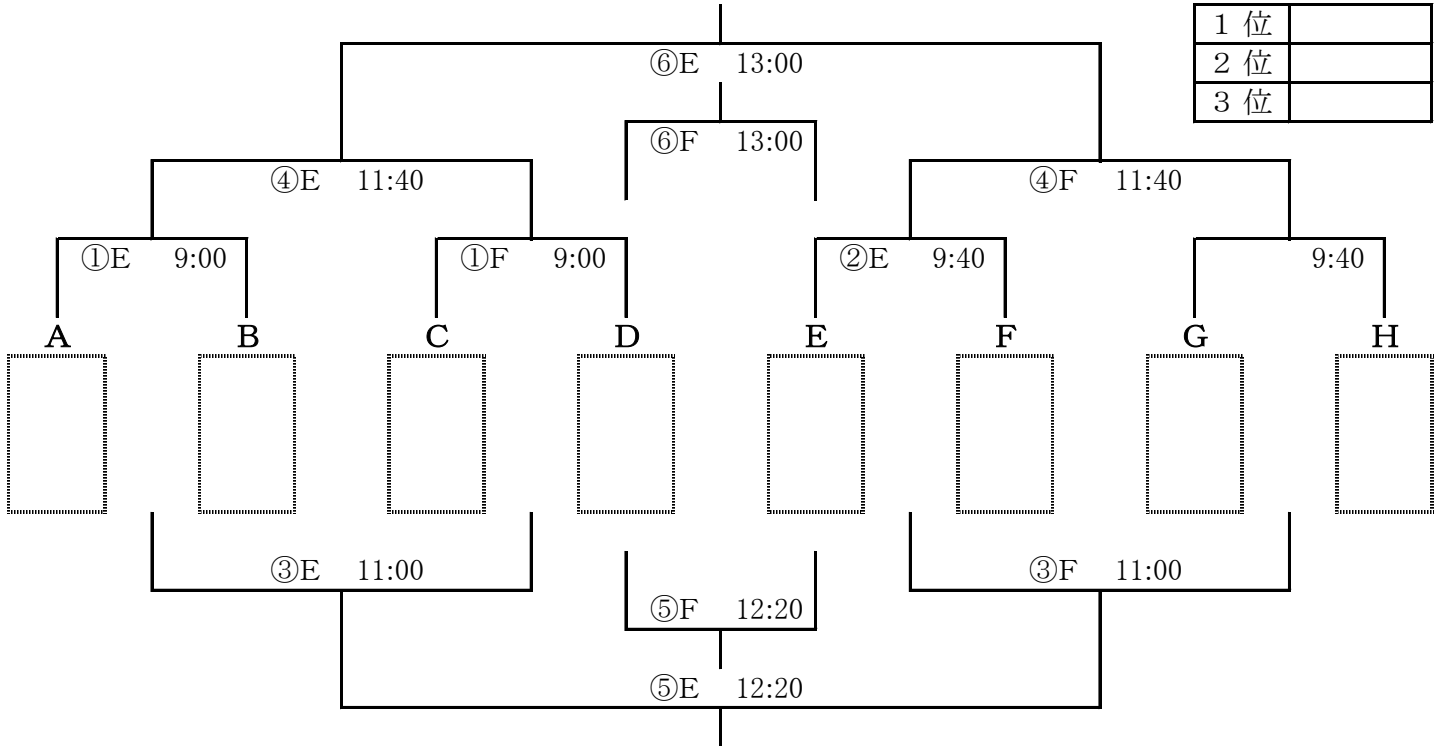 １ 位
２ 位
３ 位
⑥E 13:00
⑥F 13:00
④E 11:40 ④F 11:40
①E 9:00 ①F 9:00 ②E 9:40 9:40
A B C D E F G H
③E 11:00 ③F 11:00
⑤F 12:20
⑤E 12:20